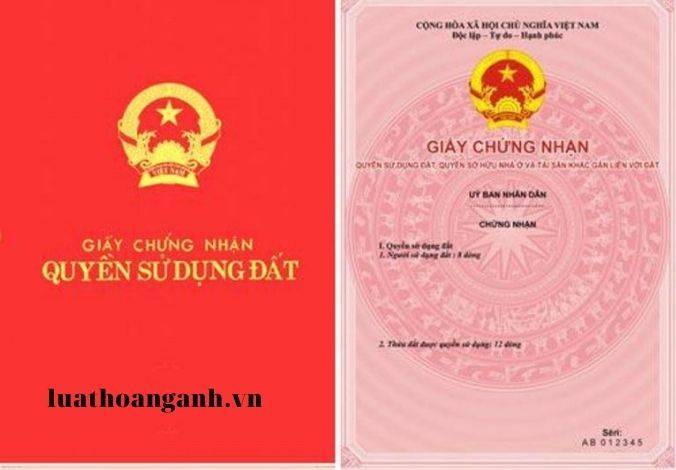 VIỆT NAM
GIẤY CHỨNG NHẬN
QUYỀN SỬ DỤNG ĐẤT
luathoanganh.vn
CỘNG HÒA XÃ HỘI CHỦ NGHĨA VIỆT NAM
Độc lập - Tự do - Hạnh phúc
GIẤY CHỨNG NHẬN
QUYỀN SỬ DỤNG ĐẤT, QUYỀN SỞ HỮU NHÀ Ở VÀ TÀI SẢN KHÁC GẮN LIỀN VỚI ĐẤT
UỶ BAN NHÂN DÂN
....................
CHỨNG NHẬN
I. Quyền sử dụng đất
1. Người sử dụng đất : 8 dòng
2. Thửa đất được quyền sử dụng: 12 dòng
Sêri:
AB 012345